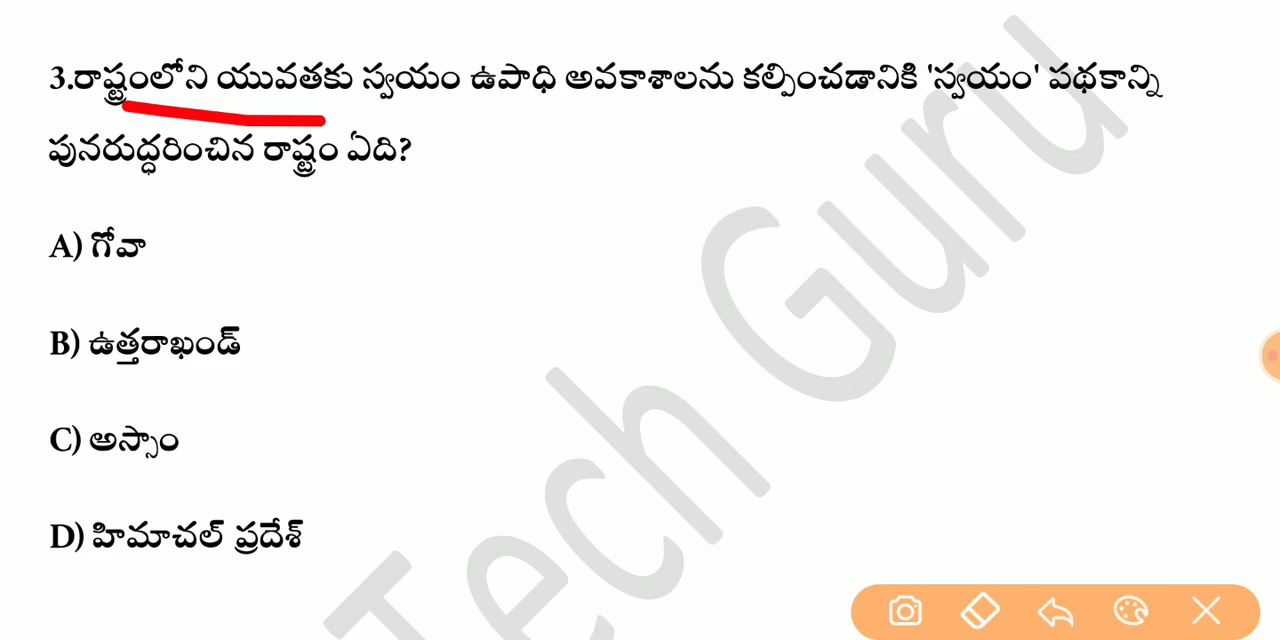 3.రాష్ట్రంలోని యువతకు స్వయం ఉపాధి అవకాశాలను కల్పించడానికి 'స్వయం' పథకాన్ని
పునరుద్ధరించిన రాష్ట్రం ఏది?
A) గోవా
B) ఉత్తరాఖండ్
C) అస్సాం
D) హిమాచల్ ప్రదేశ్
Tech Guru